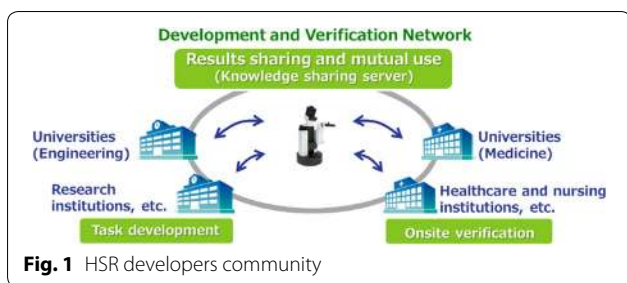 Development and Verification Network
Results sharing and mutual use
(Knowledge sharing server)
Universities
(Engineering)
Universities
(Medicine)
Research
institutions, etc.
Healthcare and nursing
institutions, etc.
Task development
Onsite verification
Fig. 1 HSR developers community